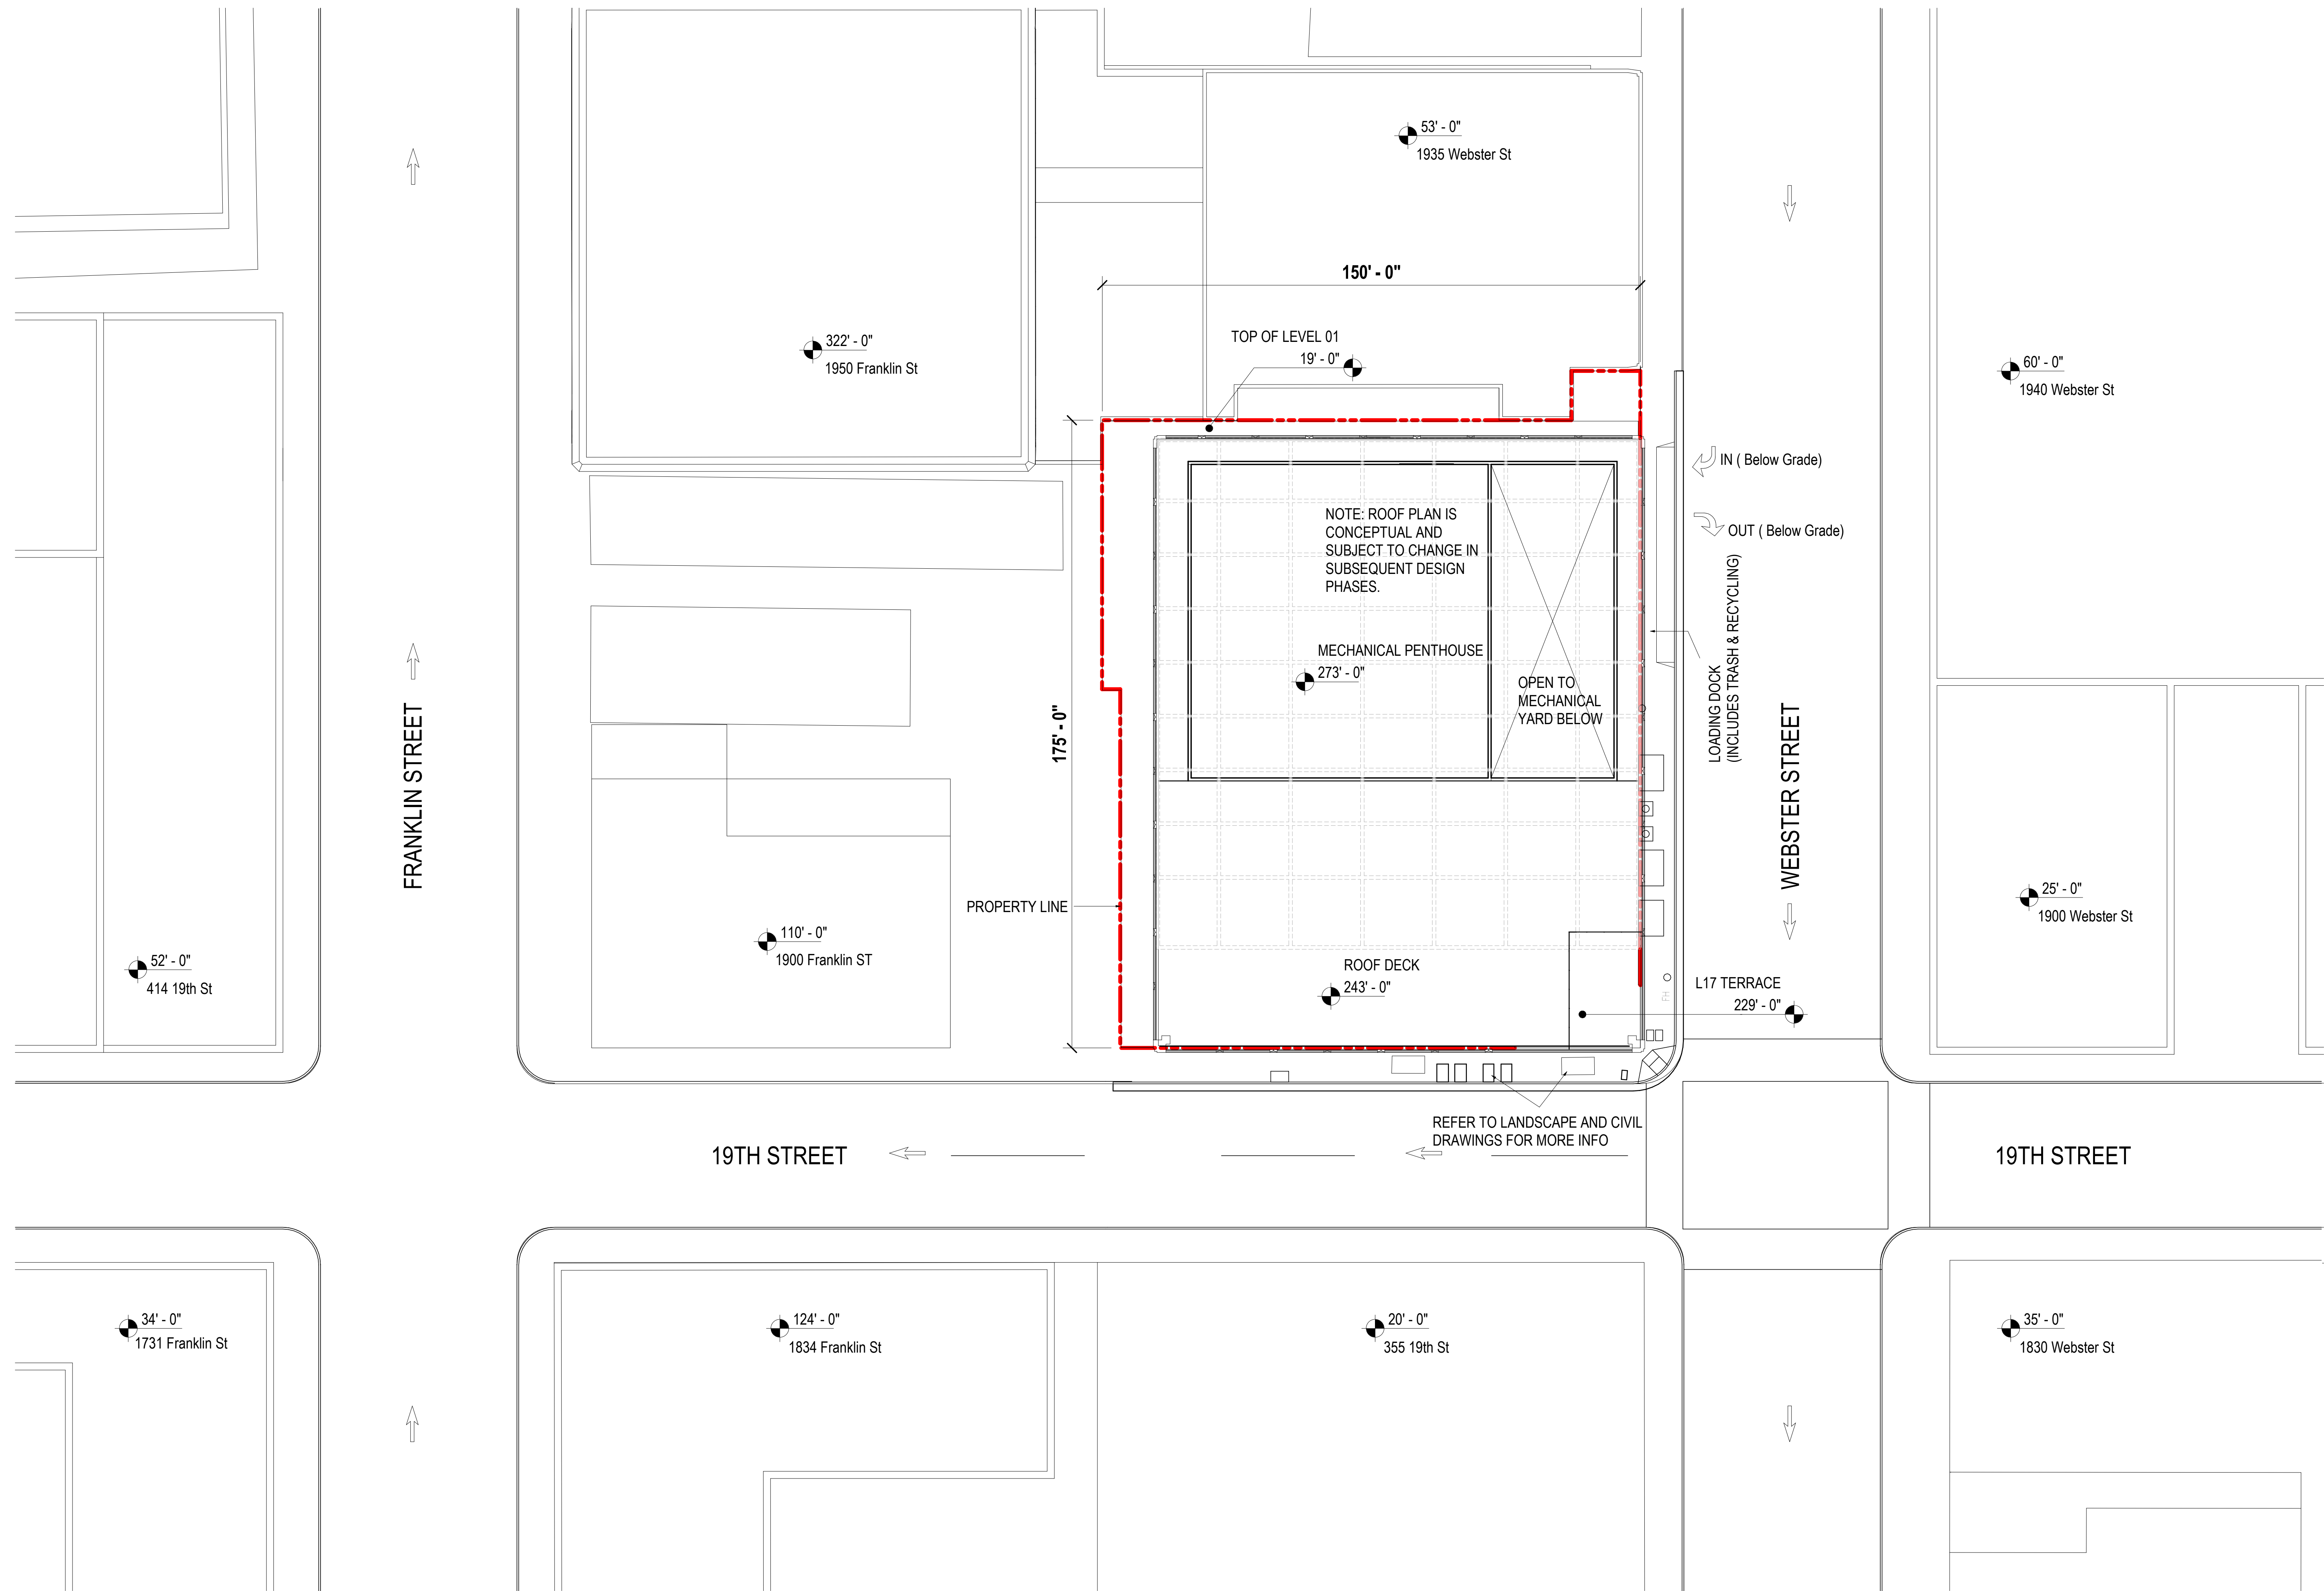 53' - 0"
1935 Webster St
150' - 0"
TOP OF LEVEL 01
19' - 0"
322' - 0"
1950 Franklin St
60' - 0"
1940 Webster St
IN ( Below Grade)
OUT ( Below Grade)
NOTE: ROOF PLAN IS
CONCEPTUAL AND
SUBJECT TO CHANGE IN
SUBSEQUENT DESIGN
PHASES.
LOADING DOCK
(INCLUDES TRASH & RECYCLING)
MECHANICAL PENTHOUSE
273' - 0"
OPEN TO
MECHANICAL
YARD BELOW
175' - 0"
FRANKLIN STREET
WEBSTER STREET
PROPERTY LINE
25' - 0"
1900 Webster St
110' - 0"
1900 Franklin ST
52' - 0"
414 19th St
ROOF DECK
243' - 0"
L17 TERRACE
229' - 0"
REFER TO LANDSCAPE AND CIVIL
DRAWINGS FOR MORE INFO
19TH STREET
19TH STREET
34' - 0"
1731 Franklin St
124' - 0"
1834 Franklin St
20' - 0"
355 19th St
35' - 0"
1830 Webster St